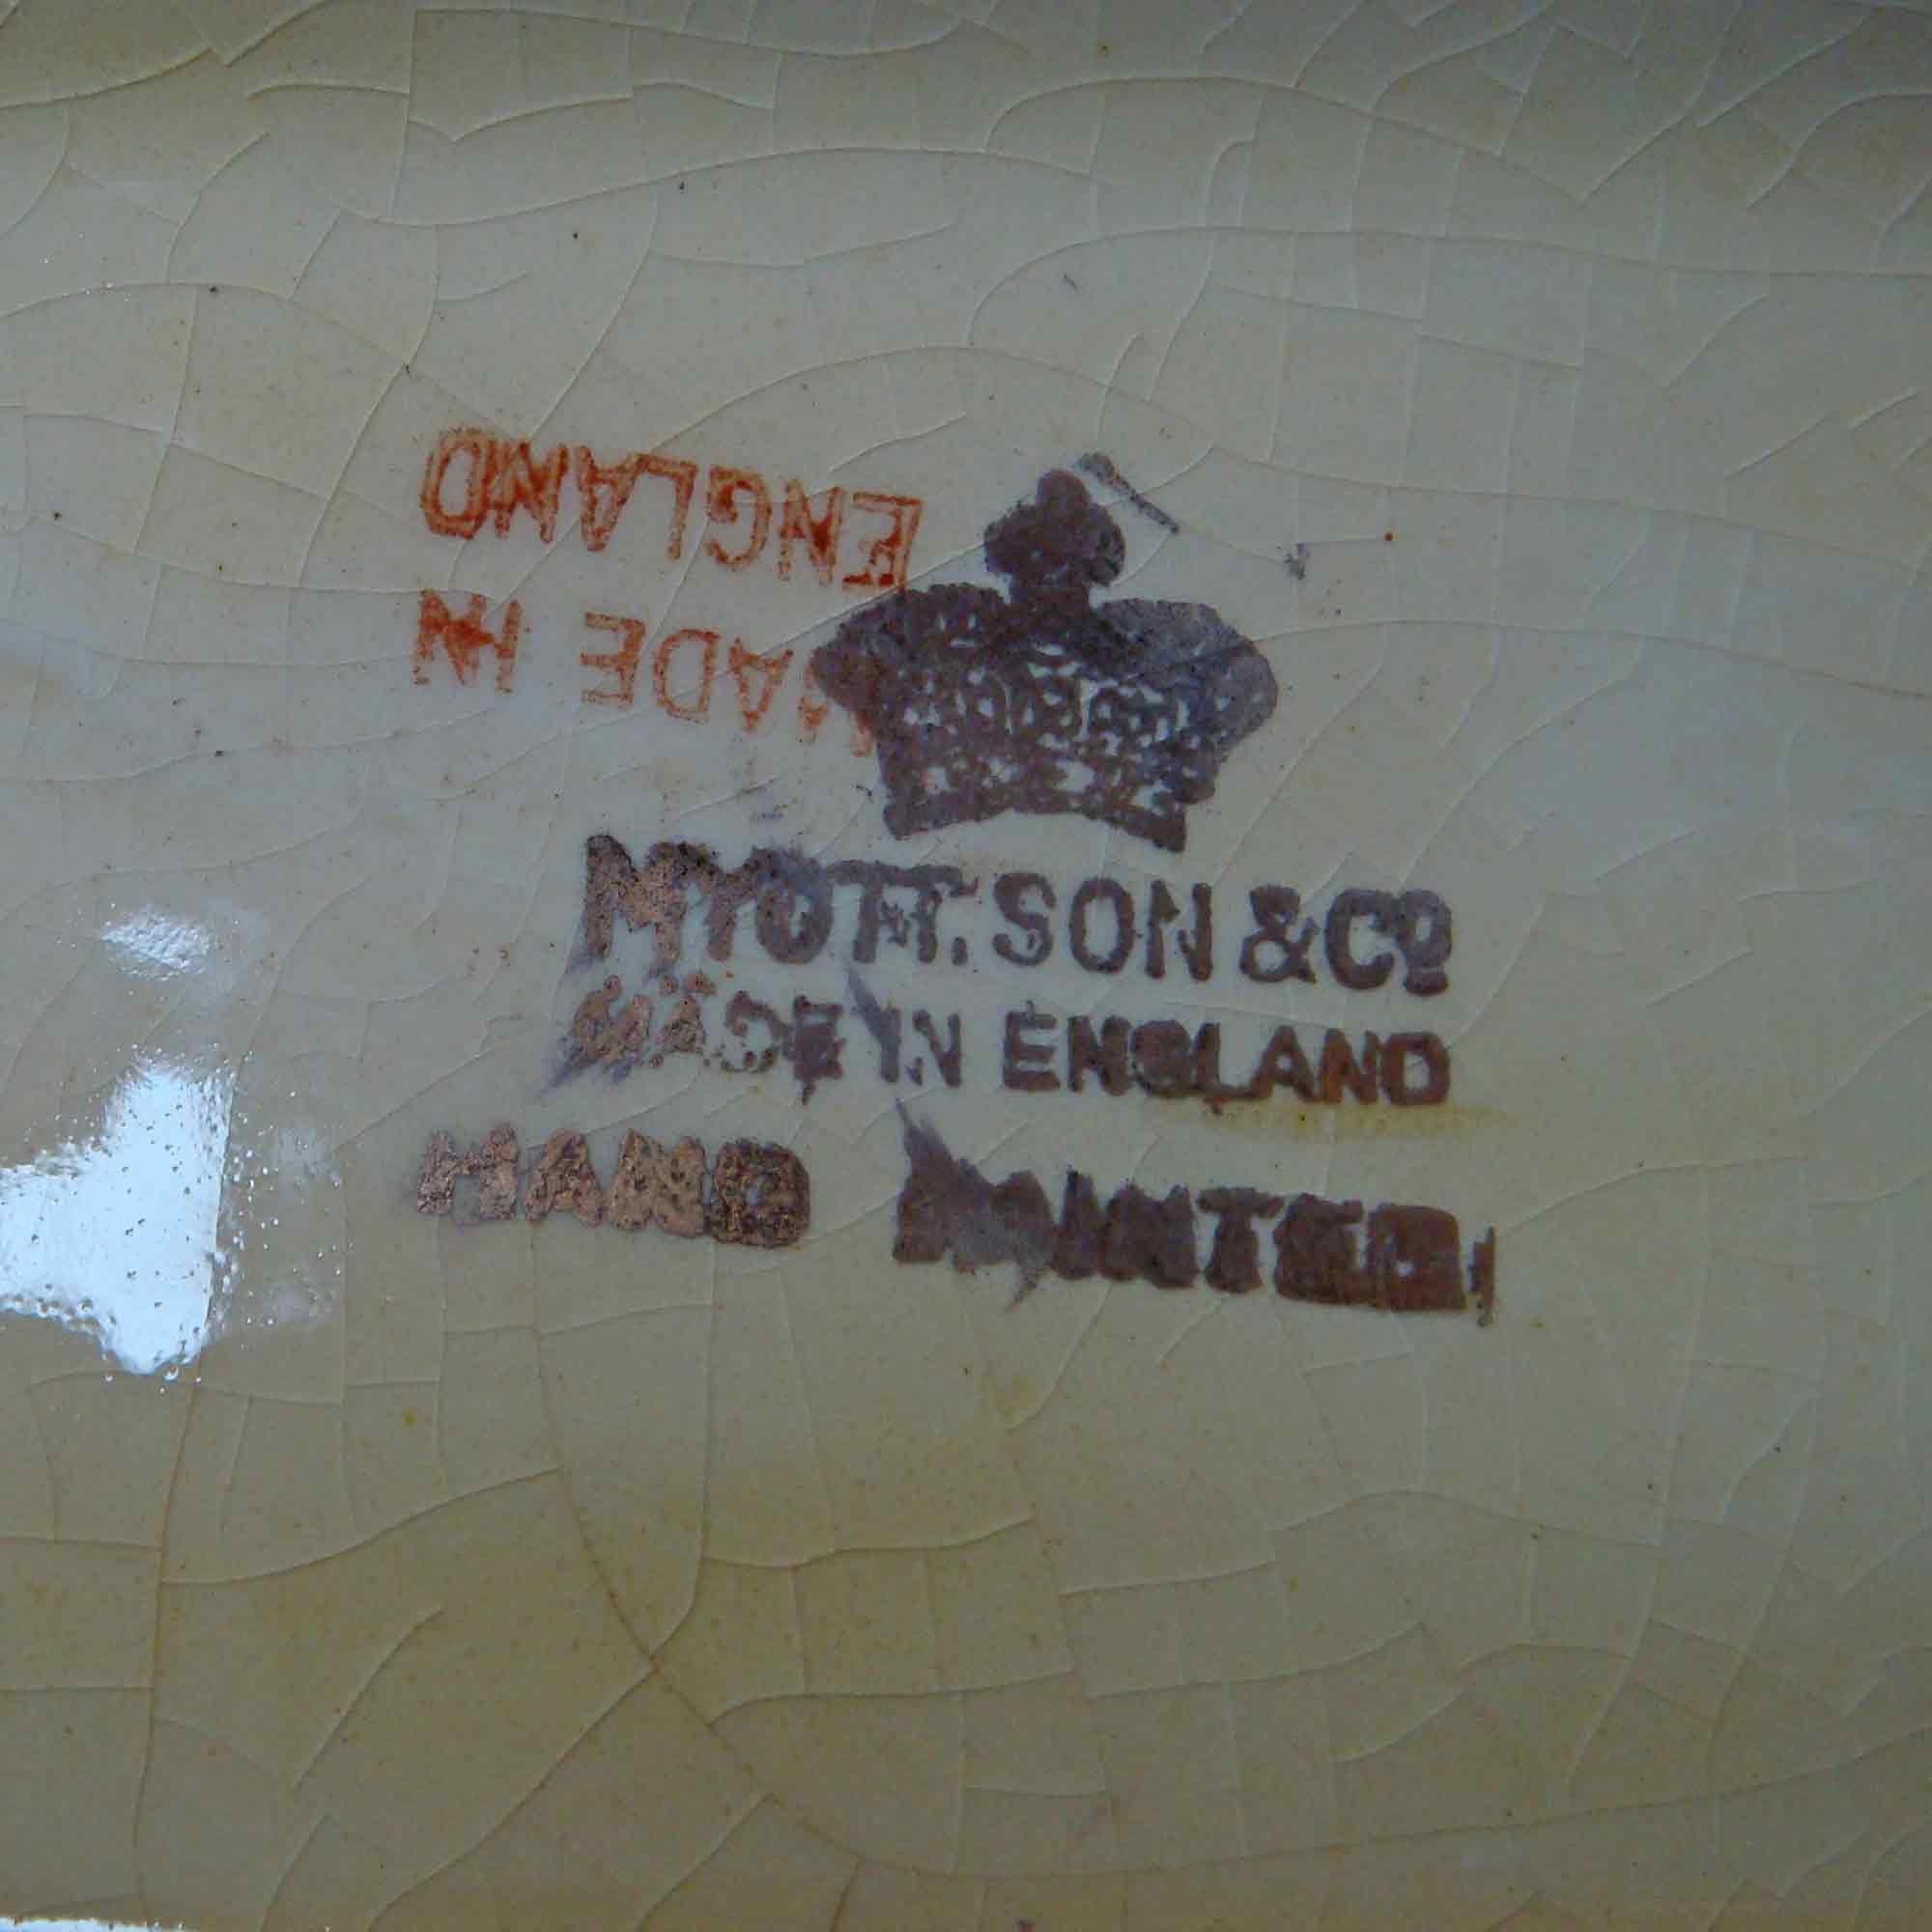 MADE IN
ENGLAND
MYOTT. SON & Co
MADE IN ENGLAND
HAND PAINTED